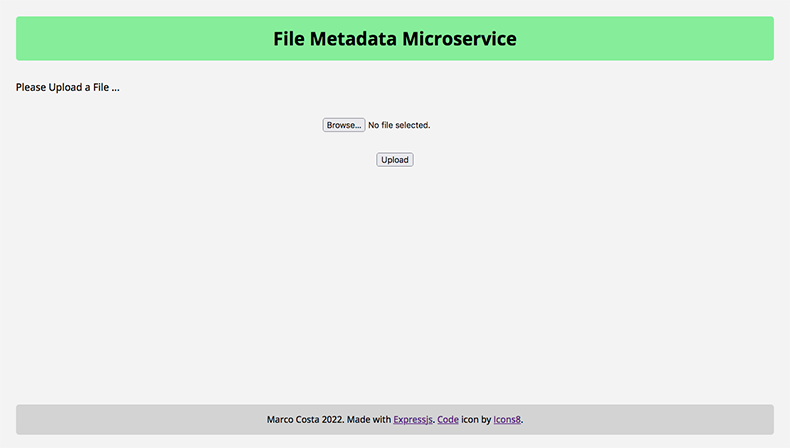 File Metadata Microservice
Please Upload a File ...
Browse... No file selected.
Upload
Marco Costa 2022. Made with Expressjs. Code icon by Icons8.